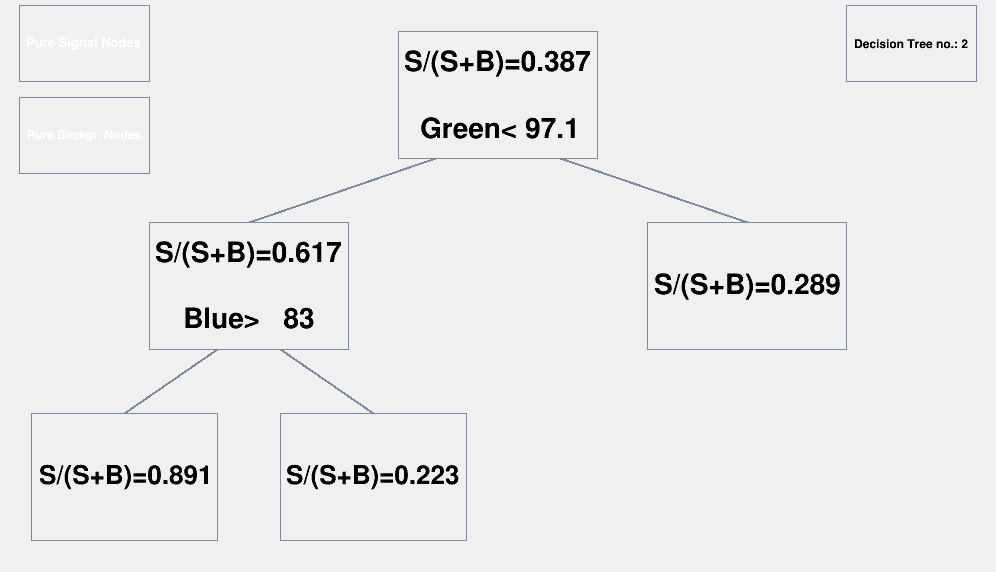 Pure Signal Nodes
Pure Backgr. Nodes
Decision Tree no.: 2
S/(S+B)=0.387
Green< 97.1
S/(S+B)=0.617
Blue> 83
S/(S+B)=0.289
S/(S+B)=0.891
S/(S+B)=0.223